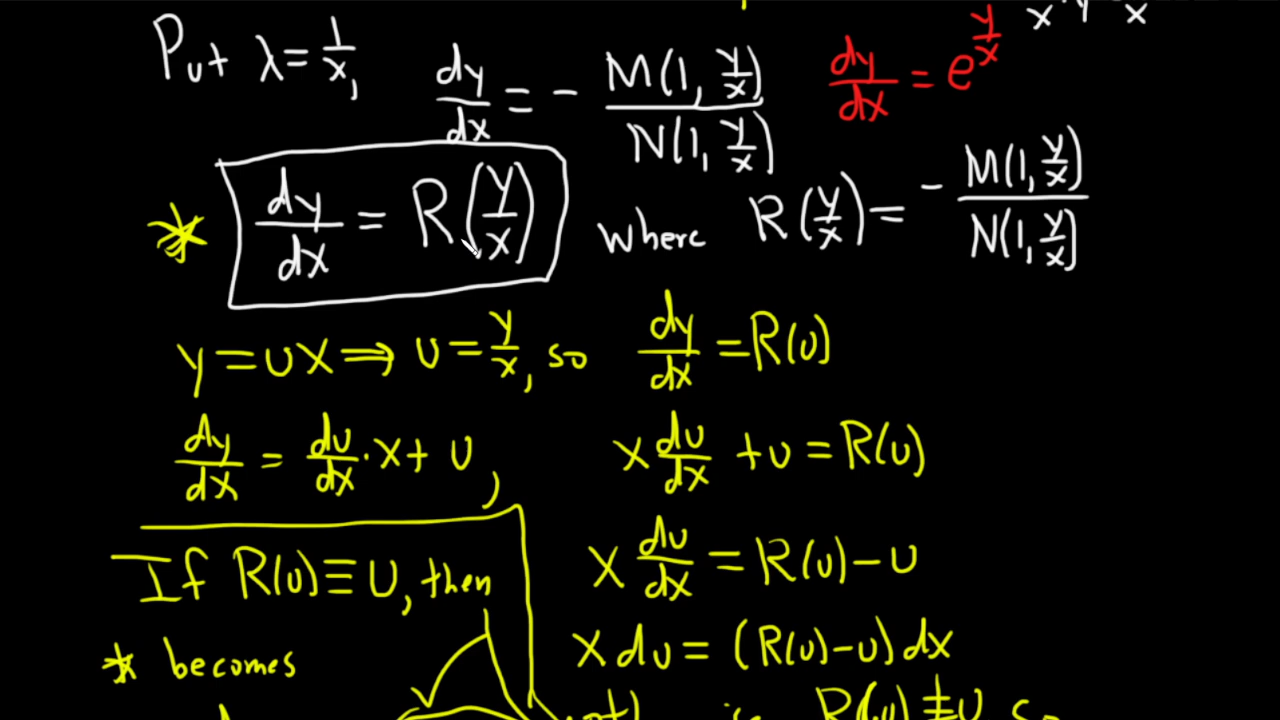 Put λ = 1/x, dy/dx = - M(1, y/x) / N(1, y/x)
dy/dx = e^(y/x)
* dy/dx = R(y/x) where R(y/x) = - M(1, y/x) / N(1, y/x)
y = ux ⇒ u = y/x, so dy/dx = R(u)
dy/dx = du/dx · x + u, x du/dx + u = R(u)
If R(u) ≡ u, then x du/dx = R(u) - u
* becomes x du = (R(u) - u) dx
R(u) ≢ u so